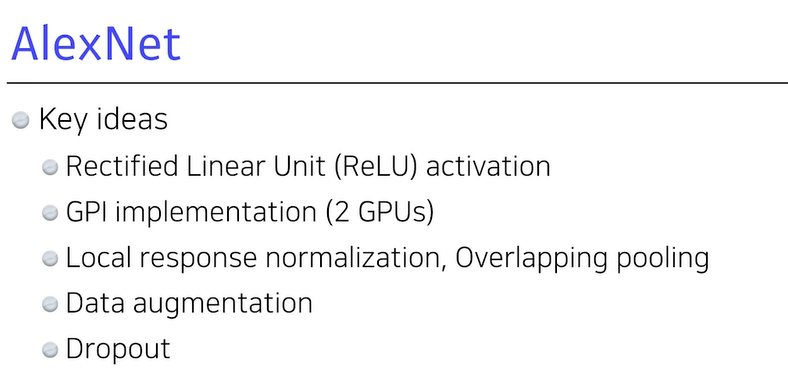 AlexNet
Key ideas
Rectified Linear Unit (ReLU) activation
GPI implementation (2 GPUs)
Local response normalization, Overlapping pooling
Data augmentation
Dropout